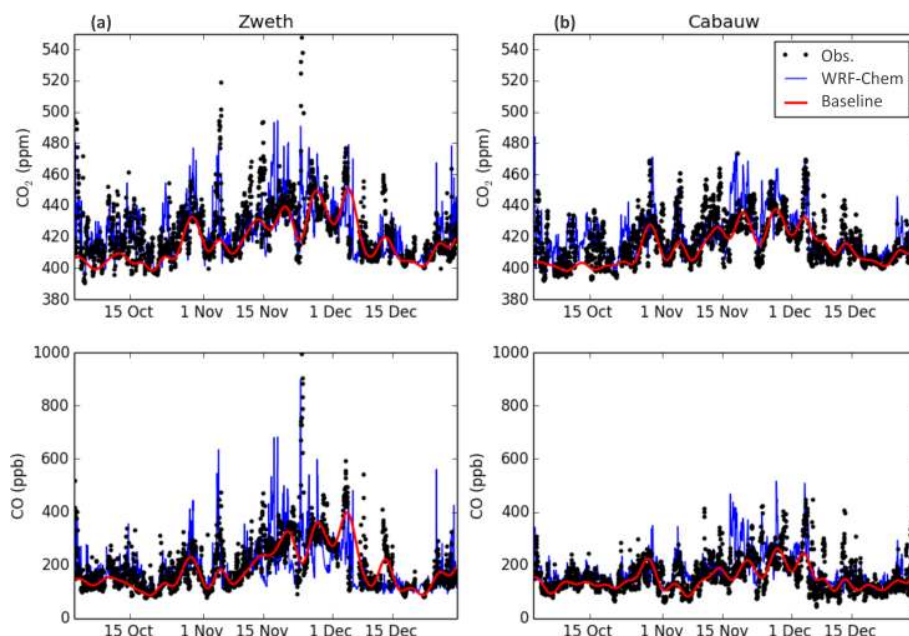 (a) Zweth
(b) Cabauw
540
520
500
480
460
440
420
400
380
CO₂ (ppm)
15 Oct 1 Nov 15 Nov 1 Dec 15 Dec
540
520
500
480
460
440
420
400
380
CO₂ (ppm)
15 Oct 1 Nov 15 Nov 1 Dec 15 Dec
Obs.
WRF-Chem
Baseline
1000
800
600
400
200
0
CO (ppb)
15 Oct 1 Nov 15 Nov 1 Dec 15 Dec
1000
800
600
400
200
0
CO (ppb)
15 Oct 1 Nov 15 Nov 1 Dec 15 Dec